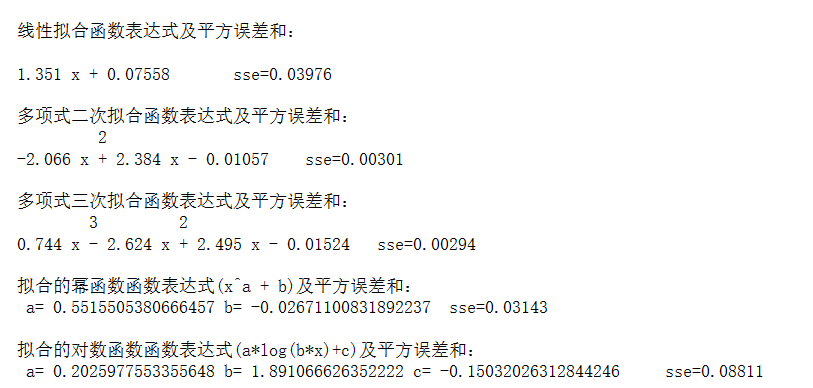 线性拟合函数表达式及平方误差和:
1.351 x + 0.07558 sse=0.03976
多项式二次拟合函数表达式及平方误差和:
2
-2.066 x + 2.384 x - 0.01057 sse=0.00301
多项式三次拟合函数表达式及平方误差和:
3 2
0.744 x - 2.624 x + 2.495 x - 0.01524 sse=0.00294
拟合的幂函数函数表达式(x^a + b)及平方误差和:
a= 0.5515505380666457 b= -0.02671100831892237 sse=0.03143
拟合的对数函数函数表达式(a*log(b*x)+c)及平方误差和:
a= 0.2025977553355648 b= 1.891066626352222 c= -0.15032026312844246 sse=0.08811